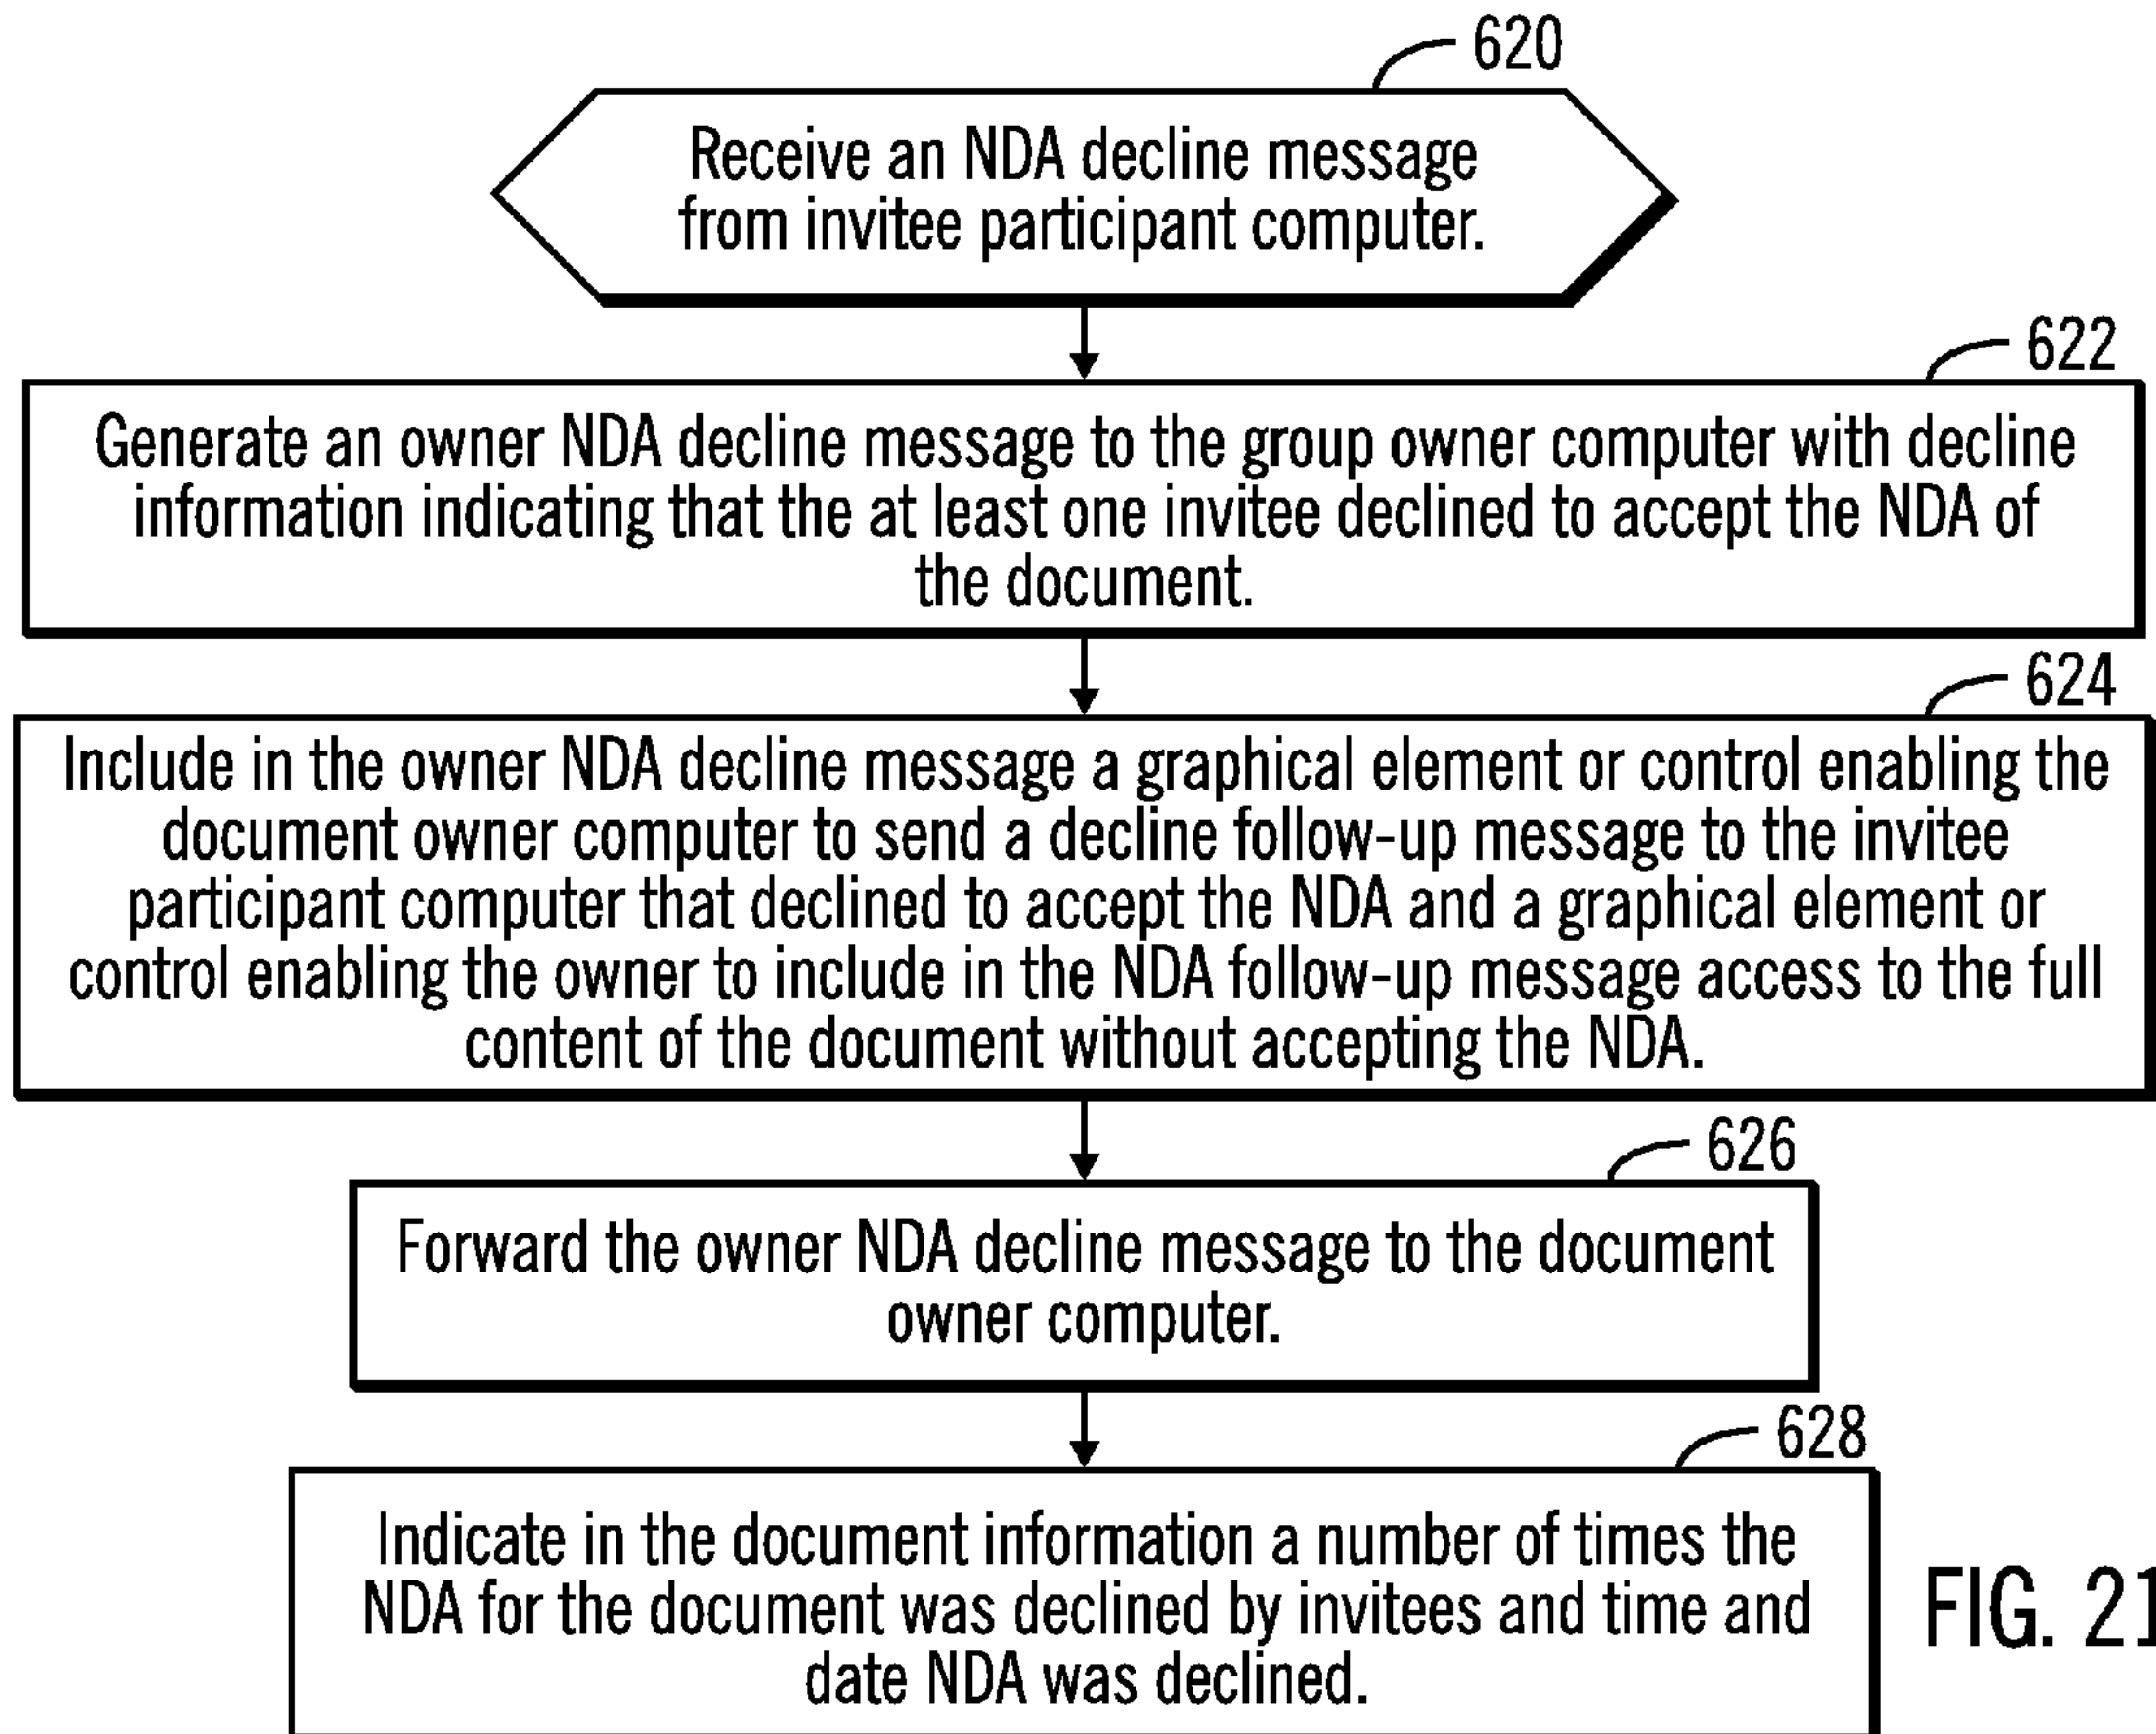 620
Receive an NDA decline message
from invitee participant computer.
622
Generate an owner NDA decline message to the group owner computer with decline
information indicating that the at least one invitee declined to accept the NDA of
the document.
624
Include in the owner NDA decline message a graphical element or control enabling the
document owner computer to send a decline follow-up message to the invitee
participant computer that declined to accept the NDA and a graphical element or
control enabling the owner to include in the NDA follow-up message access to the full
content of the document without accepting the NDA.
626
Forward the owner NDA decline message to the document
owner computer.
628
Indicate in the document information a number of times the
NDA for the document was declined by invitees and time and
date NDA was declined.
FIG. 21